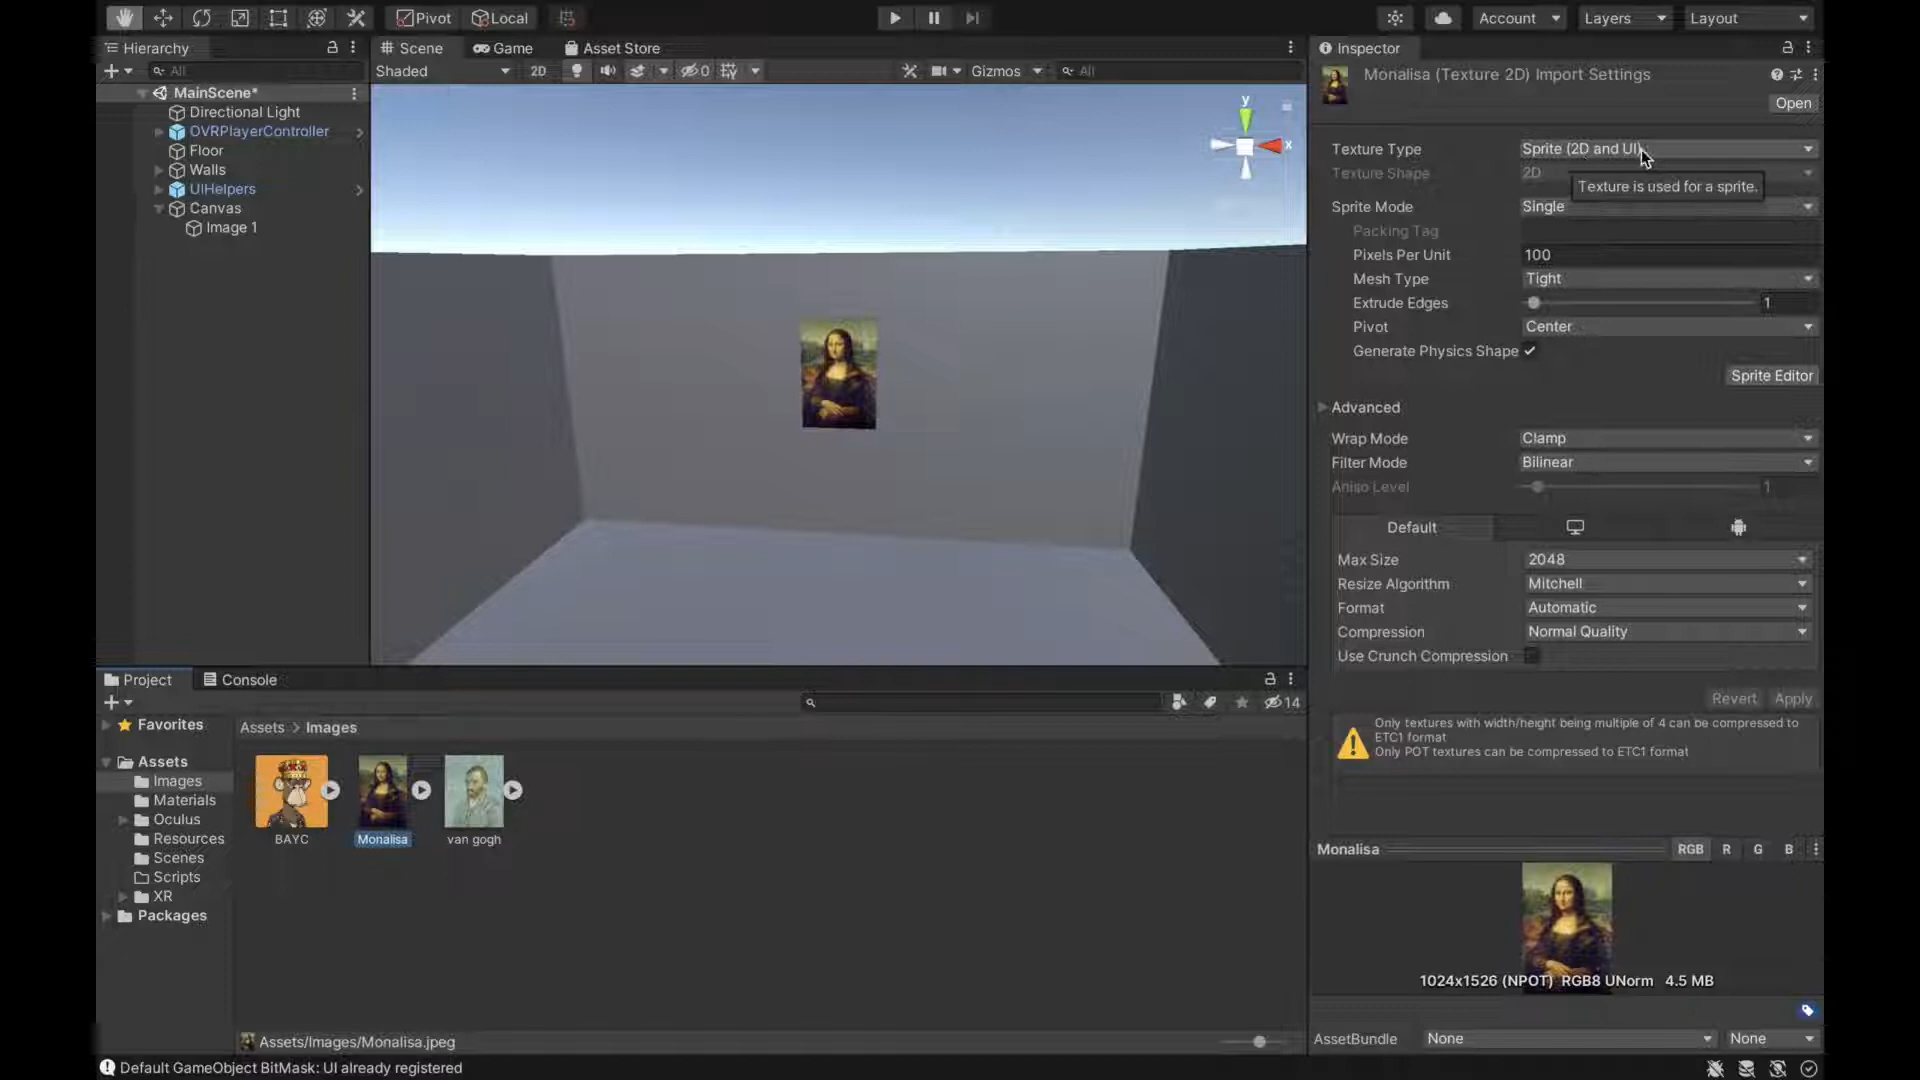 Pivot
Local
Account
Layers
Layout
Hierarchy
All
MainScene*
Directional Light
OVRPlayerController
Floor
Walls
UIHelpers
Canvas
Image 1
Scene
Game
Asset Store
Shaded
2D
0
Gizmos
All
y
x
Inspector
Monalisa (Texture 2D) Import Settings
Open
Texture Type
Sprite (2D and UI)
Texture Shape
2D
Texture is used for a sprite.
Sprite Mode
Single
Packing Tag
Pixels Per Unit
100
Mesh Type
Tight
Extrude Edges
1
Pivot
Center
Generate Physics Shape
Sprite Editor
Advanced
Wrap Mode
Clamp
Filter Mode
Bilinear
Aniso Level
1
Default
Max Size
2048
Resize Algorithm
Mitchell
Format
Automatic
Compression
Normal Quality
Use Crunch Compression
Revert
Apply
Only textures with width/height being multiple of 4 can be compressed to
ETC1 format
Only POT textures can be compressed to ETC1 format
Monalisa
RGB
R
G
B
1024x1526 (NPOT) RGB8 UNorm 4.5 MB
AssetBundle
None
None
Project
Console
14
Favorites
Assets
Images
Materials
Oculus
Resources
Scenes
Scripts
XR
Packages
Assets > Images
BAYC
Monalisa
van gogh
Assets/Images/Monalisa.jpeg
Default GameObject BitMask: UI already registered